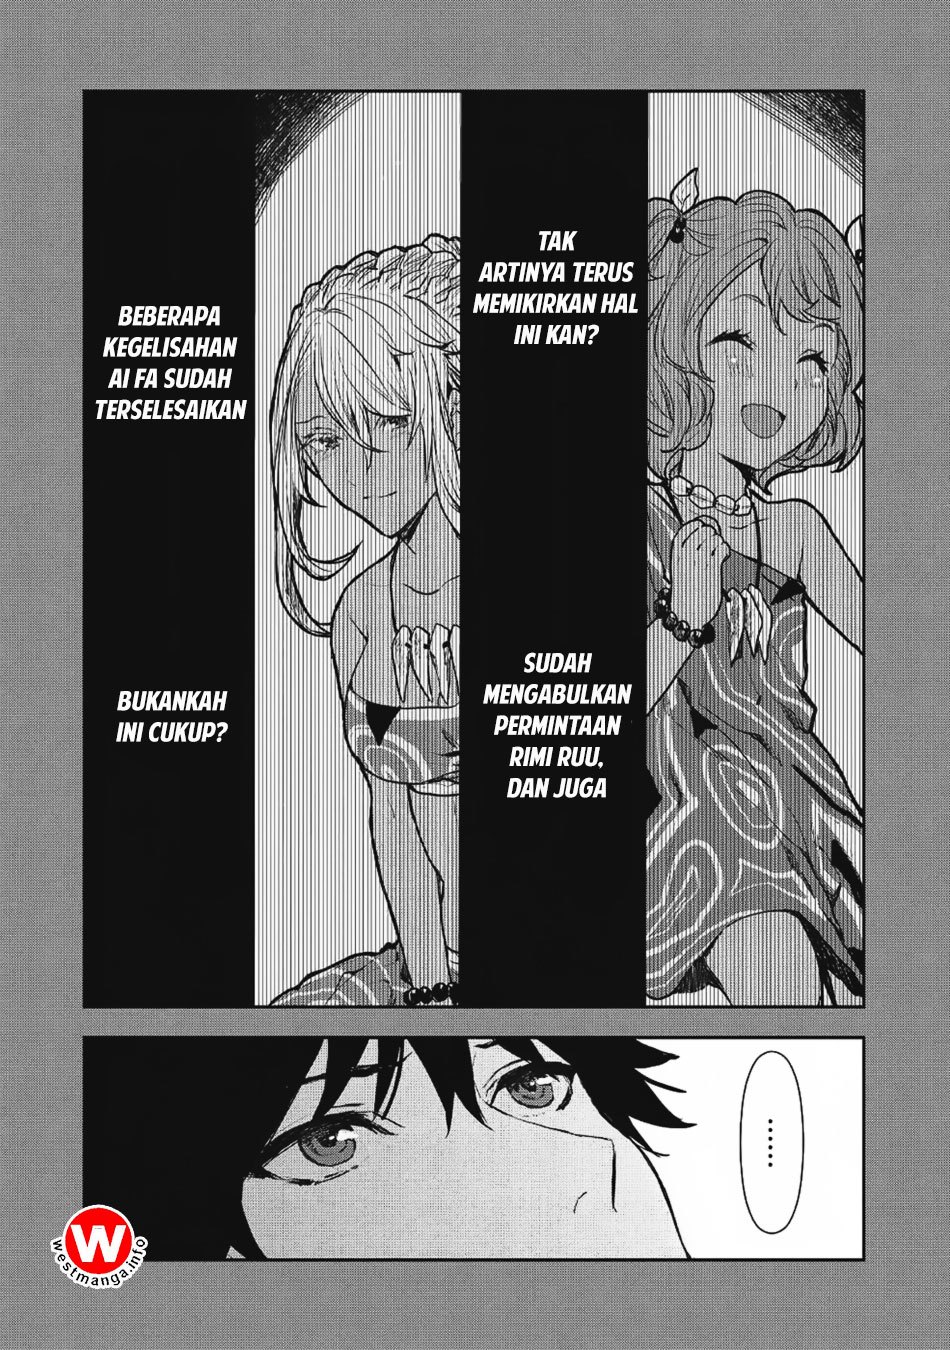 TAK
ARTINYA TERUS
MEMIKIRKAN HAL
INI KAN?
SUDAH
MENGABULKAN
PERMINTAAN
RIMI RUU,
DAN JUGA
BEBERAPA
KEGELISAHAN
AI FA SUDAH
TERSELESAIKAN
BUKANKAH
INI CUKUP?
......
W
westmanga.info